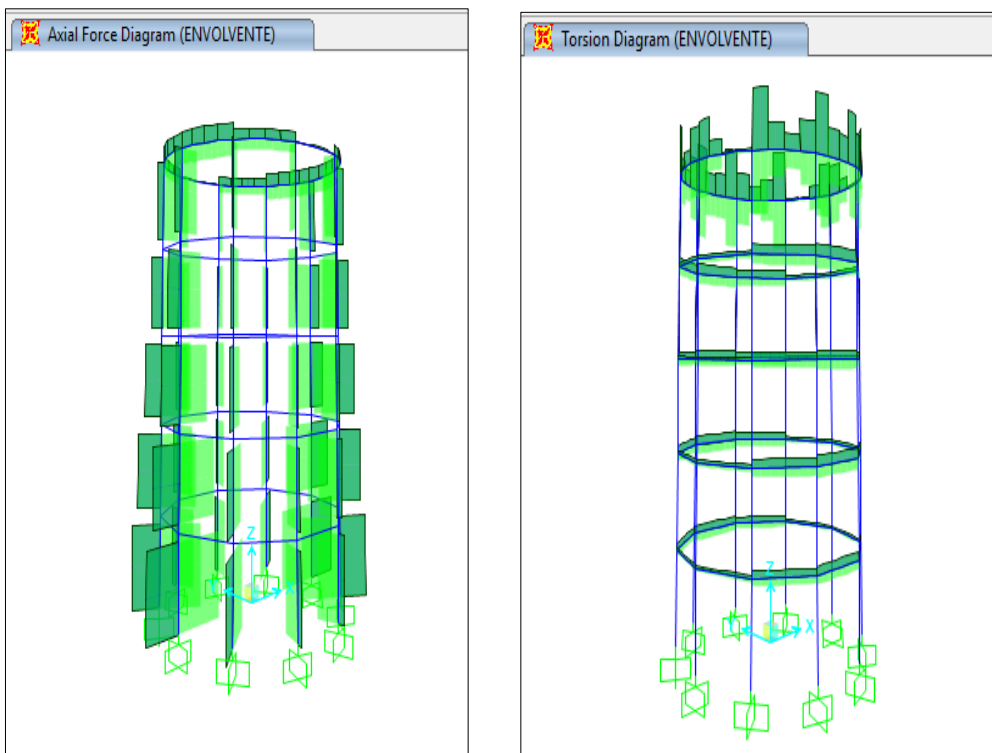 Axial Force Diagram (ENVOLVENTE)
Torsion Diagram (ENVOLVENTE)
Z
X
Z
Y
X